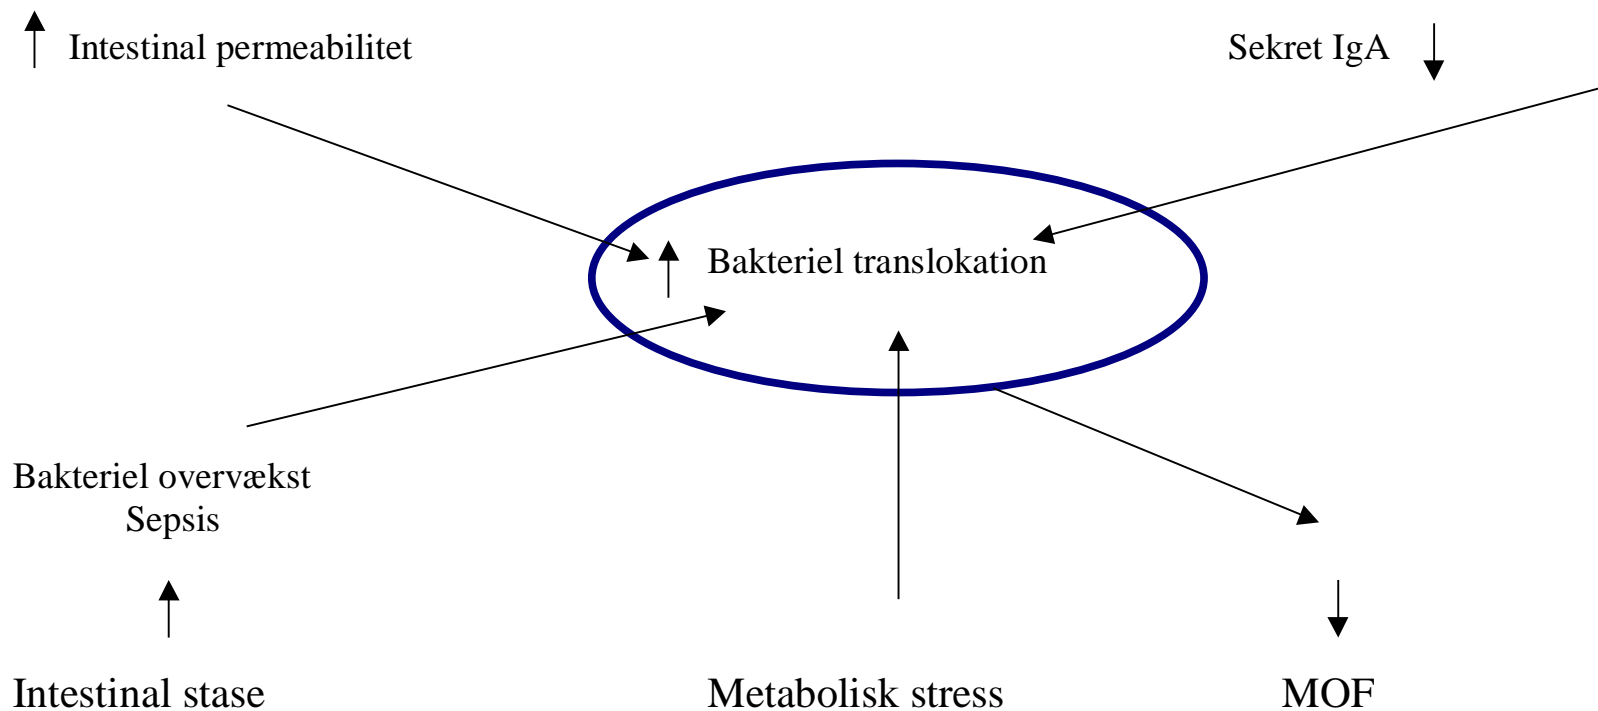 Intestinal permeabilitet
Sekret IgA
Bakteriel translokation
Bakteriel overvækst
Sepsis
Intestinal stase
Metabolisk stress
MOF